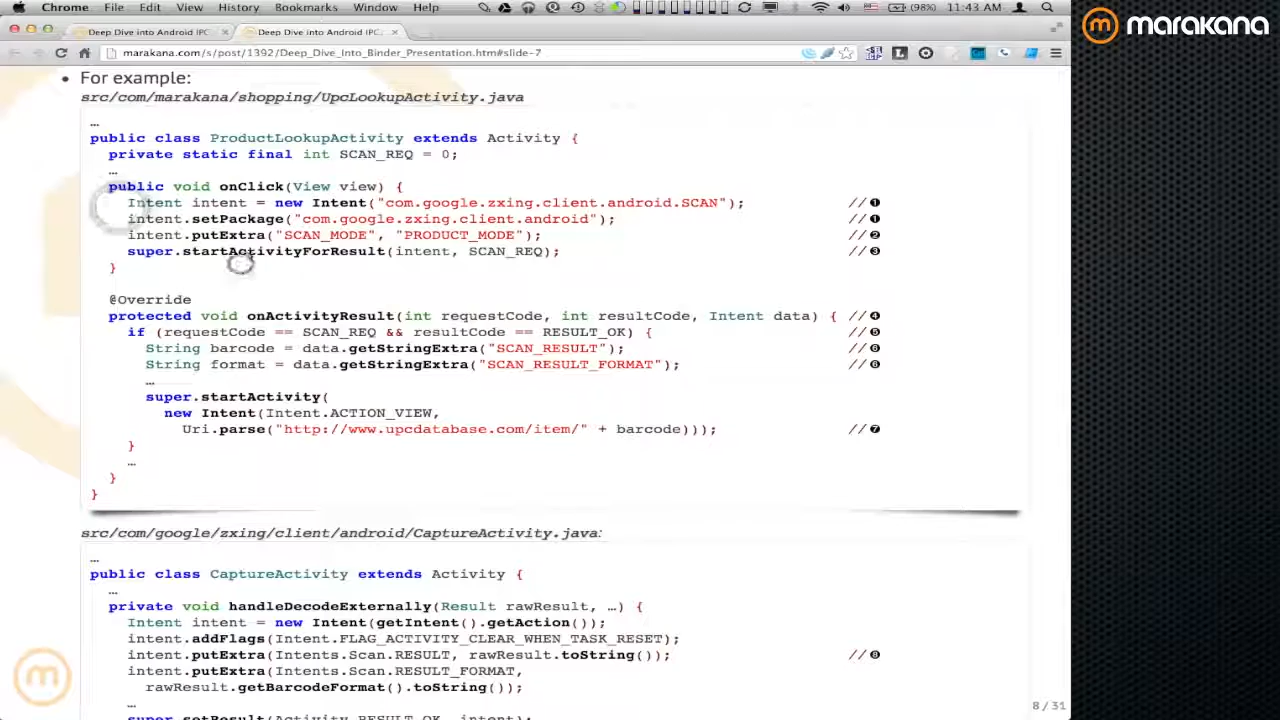 Chrome File Edit View History Bookmarks Window Help (98%) 11:43 AM
marakana
Deep Dive into Android IPC Deep Dive into Android IPC
marakana.com/s/post/1392/Deep_Dive_Into_Binder_Presentation.htm#slide-7
• For example:
src/com/marakana/shopping/UpcLookupActivity.java
…
public class ProductLookupActivity extends Activity {
private static final int SCAN_REQ = 0;
…
public void onClick(View view) {
Intent intent = new Intent("com.google.zxing.client.android.SCAN"); //❶
intent.setPackage("com.google.zxing.client.android"); //❶
intent.putExtra("SCAN_MODE", "PRODUCT_MODE"); //❷
super.startActivityForResult(intent, SCAN_REQ); //❸
}
@Override
protected void onActivityResult(int requestCode, int resultCode, Intent data) { //❹
if (requestCode == SCAN_REQ && resultCode == RESULT_OK) { //❺
String barcode = data.getStringExtra("SCAN_RESULT"); //❻
String format = data.getStringExtra("SCAN_RESULT_FORMAT"); //❻
…
super.startActivity(
new Intent(Intent.ACTION_VIEW,
Uri.parse("http://www.upcdatabase.com/item/" + barcode))); //❼
}
…
}
}
src/com/google/zxing/client/android/CaptureActivity.java:
…
public class CaptureActivity extends Activity {
…
private void handleDecodeExternally(Result rawResult, …) {
Intent intent = new Intent(getIntent().getAction());
intent.addFlags(Intent.FLAG_ACTIVITY_CLEAR_WHEN_TASK_RESET);
intent.putExtra(Intents.Scan.RESULT, rawResult.toString()); //❽
intent.putExtra(Intents.Scan.RESULT_FORMAT,
rawResult.getBarcodeFormat().toString());
…
super.setResult(Activity.RESULT_OK, intent);
8 / 31